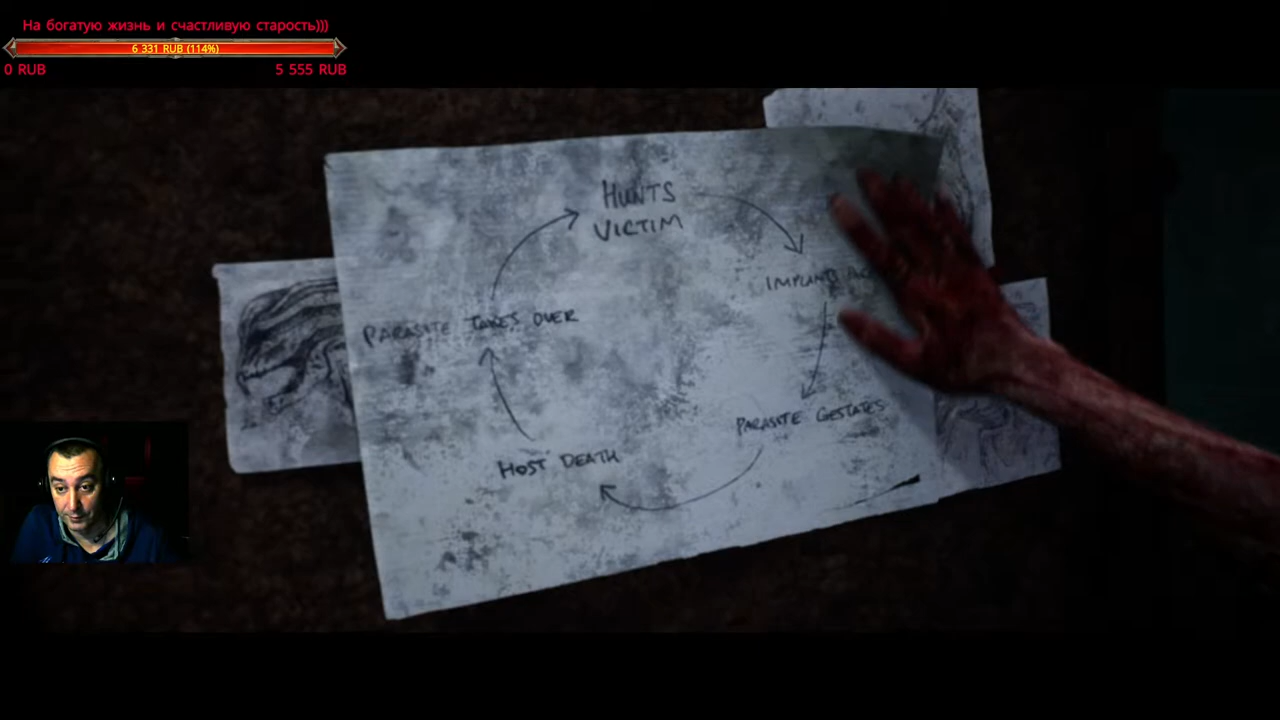 На богатую жизнь и счастливую старость)))
6 331 RUB (114%)
0 RUB 5 555 RUB
HUNTS
VICTIM
IMPLANTS
PARASITE TAKES OVER
PARASITE GESTATES
HOST DEATH